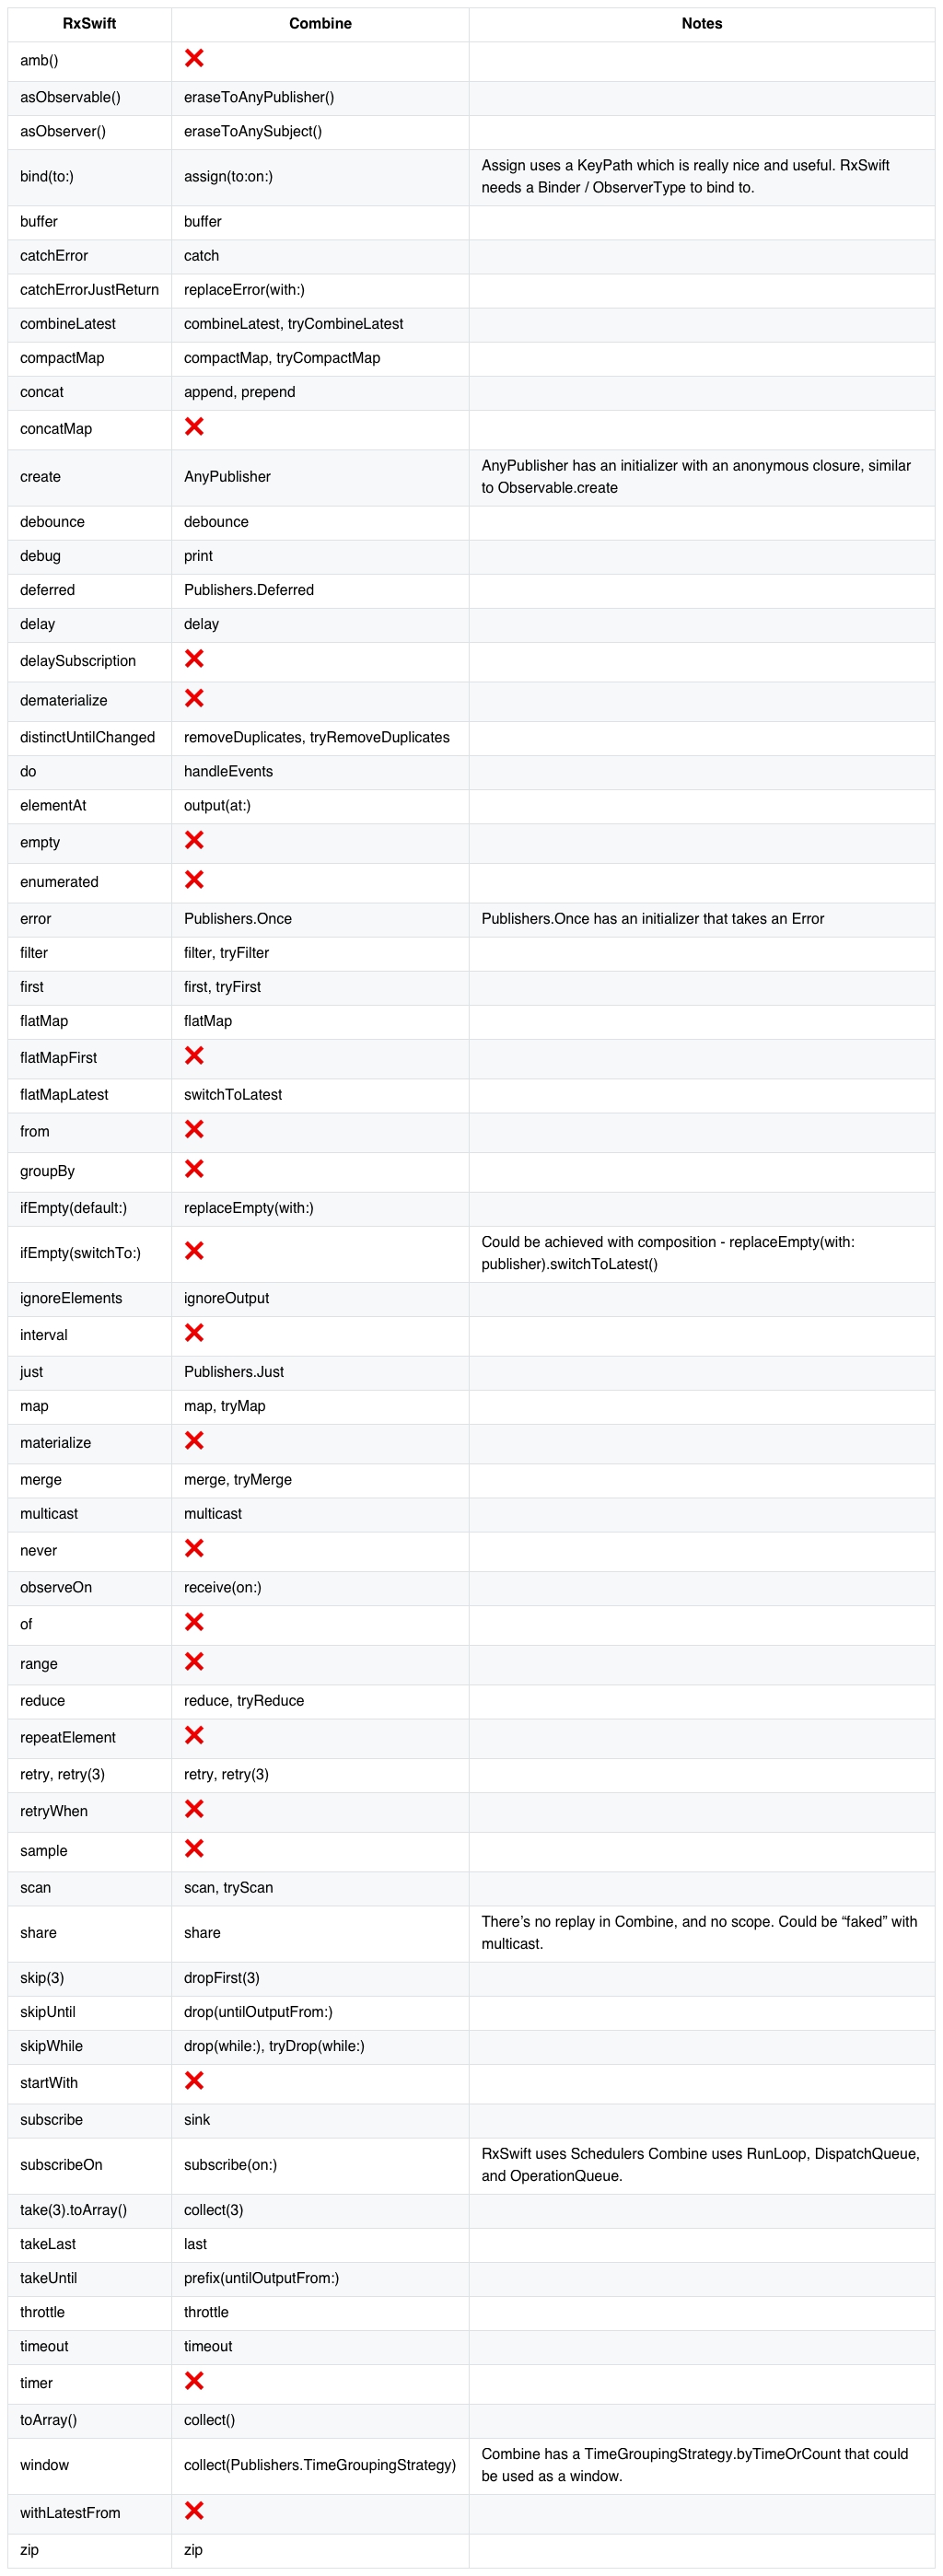 RxSwift Combine Notes
amb() ❌
asObservable() eraseToAnyPublisher()
asObserver() eraseToAnySubject()
bind(to:) assign(to:on:) Assign uses a KeyPath which is really nice and useful. RxSwift
needs a Binder / ObserverType to bind to.
buffer buffer
catchError catch
catchErrorJustReturn replaceError(with:)
combineLatest combineLatest, tryCombineLatest
compactMap compactMap, tryCompactMap
concat append, prepend
concatMap ❌
create AnyPublisher AnyPublisher has an initializer with an anonymous closure, similar
to Observable.create
debounce debounce
debug print
deferred Publishers.Deferred
delay delay
delaySubscription ❌
dematerialize ❌
distinctUntilChanged removeDuplicates, tryRemoveDuplicates
do handleEvents
elementAt output(at:)
empty ❌
enumerated ❌
error Publishers.Once Publishers.Once has an initializer that takes an Error
filter filter, tryFilter
first first, tryFirst
flatMap flatMap
flatMapFirst ❌
flatMapLatest switchToLatest
from ❌
groupBy ❌
ifEmpty(default:) replaceEmpty(with:)
ifEmpty(switchTo:) ❌ Could be achieved with composition - replaceEmpty(with:
publisher).switchToLatest()
ignoreElements ignoreOutput
interval ❌
just Publishers.Just
map map, tryMap
materialize ❌
merge merge, tryMerge
multicast multicast
never ❌
observeOn receive(on:)
of ❌
range ❌
reduce reduce, tryReduce
repeatElement ❌
retry, retry(3) retry, retry(3)
retryWhen ❌
sample ❌
scan scan, tryScan
share share There’s no replay in Combine, and no scope. Could be “faked” with
multicast.
skip(3) dropFirst(3)
skipUntil drop(untilOutputFrom:)
skipWhile drop(while:), tryDrop(while:)
startWith ❌
subscribe sink
subscribeOn subscribe(on:) RxSwift uses Schedulers Combine uses RunLoop, DispatchQueue,
and OperationQueue.
take(3).toArray() collect(3)
takeLast last
takeUntil prefix(untilOutputFrom:)
throttle throttle
timeout timeout
timer ❌
toArray() collect()
window collect(Publishers.TimeGroupingStrategy) Combine has a TimeGroupingStrategy.byTimeOrCount that could
be used as a window.
withLatestFrom ❌
zip zip